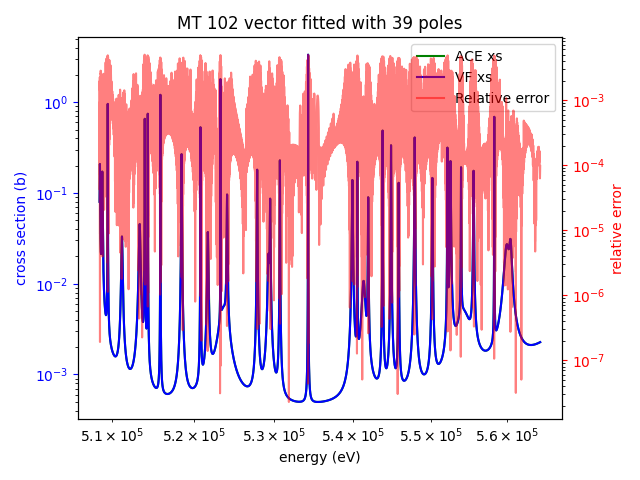 MT 102 vector fitted with 39 poles
ACE xs
VF xs
Relative error
10⁰
10⁻¹
10⁻²
10⁻³
cross section (b)
10⁻³
10⁻⁴
10⁻⁵
10⁻⁶
10⁻⁷
relative error
5.1 × 10⁵ 5.2 × 10⁵ 5.3 × 10⁵ 5.4 × 10⁵ 5.5 × 10⁵ 5.6 × 10⁵
energy (eV)